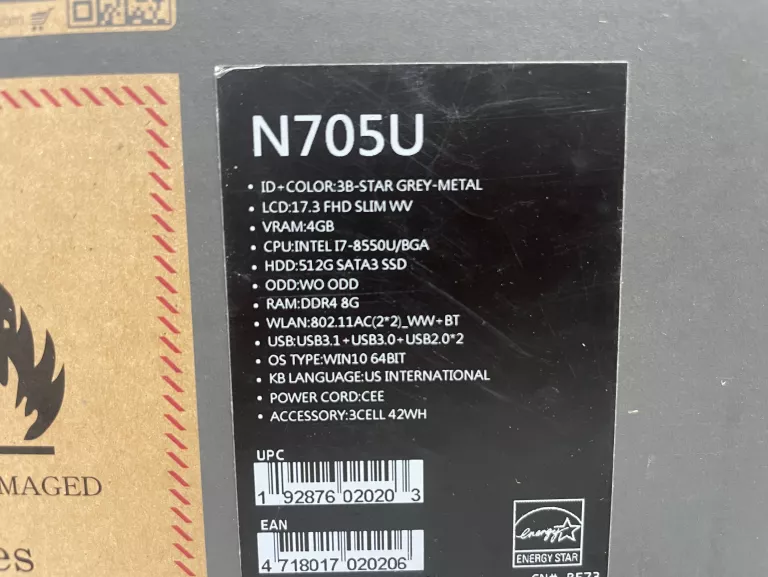 N705U
• ID+COLOR:3B-STAR GREY-METAL
• LCD:17.3 FHD SLIM WV
• VRAM:4GB
• CPU:INTEL I7-8550U/BGA
• HDD:512G SATA3 SSD
• ODD:WO ODD
• RAM:DDR4 8G
• WLAN:802.11AC(2*2)_WW+BT
• USB:USB3.1+USB3.0+USB2.0*2
• OS TYPE:WIN10 64BIT
• KB LANGUAGE:US INTERNATIONAL
• POWER CORD:CEE
• ACCESSORY:3CELL 42WH
UPC
1 92876 02020 3
EAN
4 718017 020206
energy
ENERGY STAR
MAGED
es